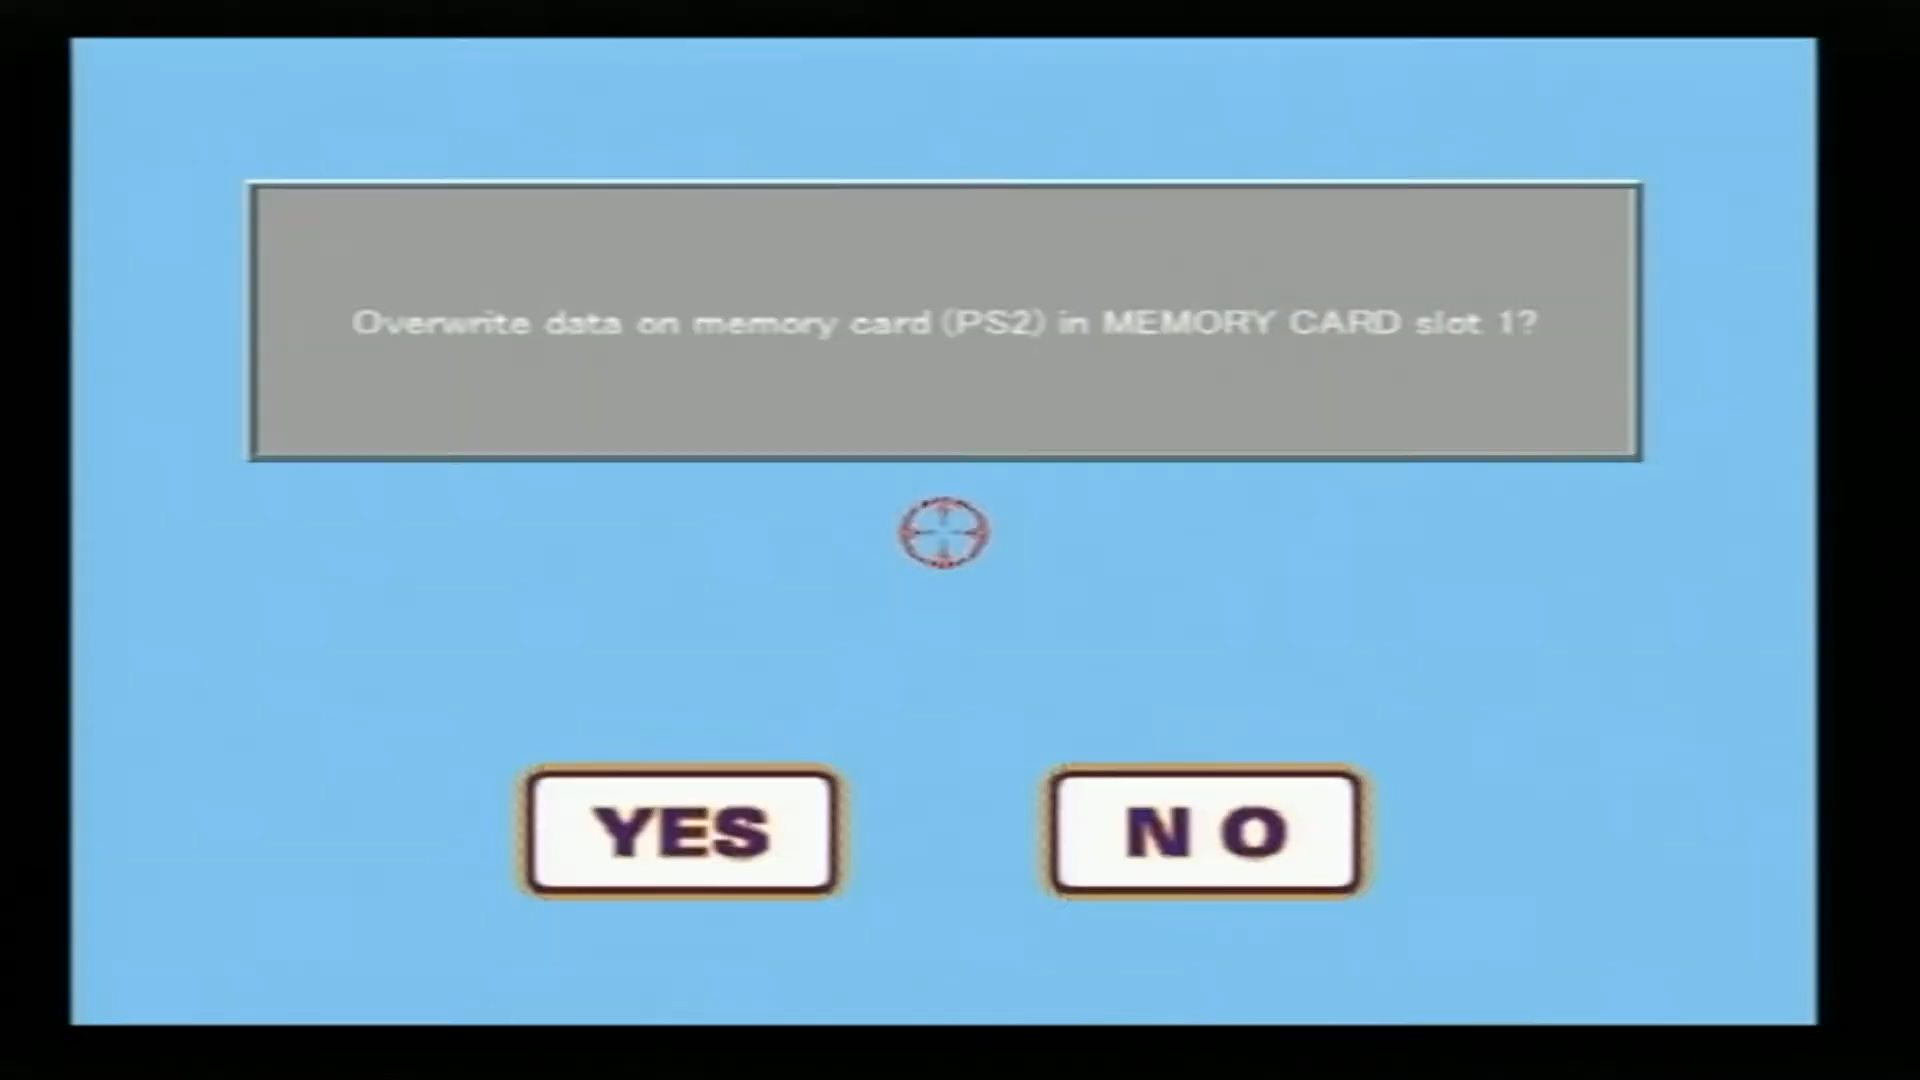 Overwrite data on memory card (PS2) in MEMORY CARD slot 1?
YES
NO